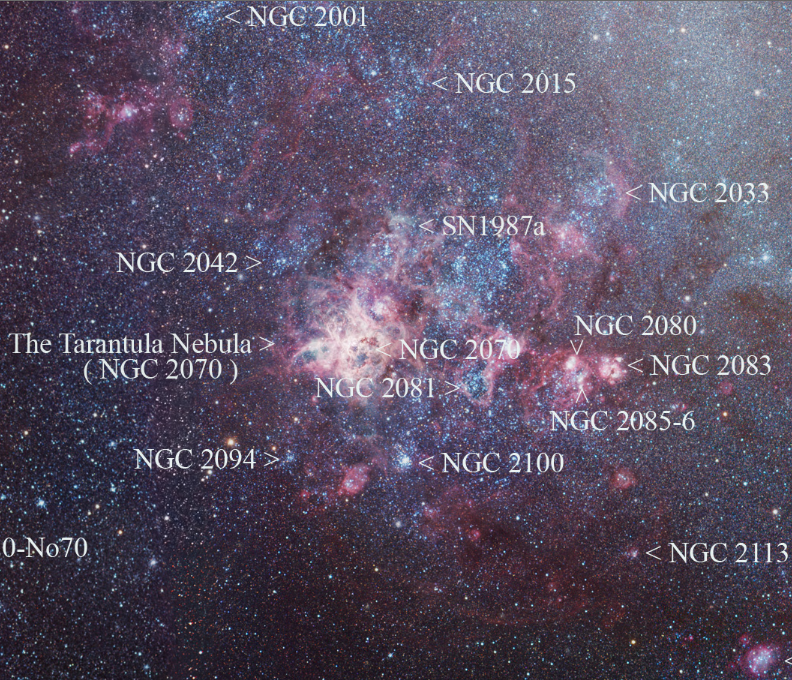 < NGC 2001
< NGC 2015
< NGC 2033
< SN1987a
NGC 2042 >
NGC 2080
The Tarantula Nebula >
( NGC 2070 )
< NGC 2070
< NGC 2083
NGC 2081 >
NGC 2085-6
NGC 2094 >
< NGC 2100
0-No70
< NGC 2113
<